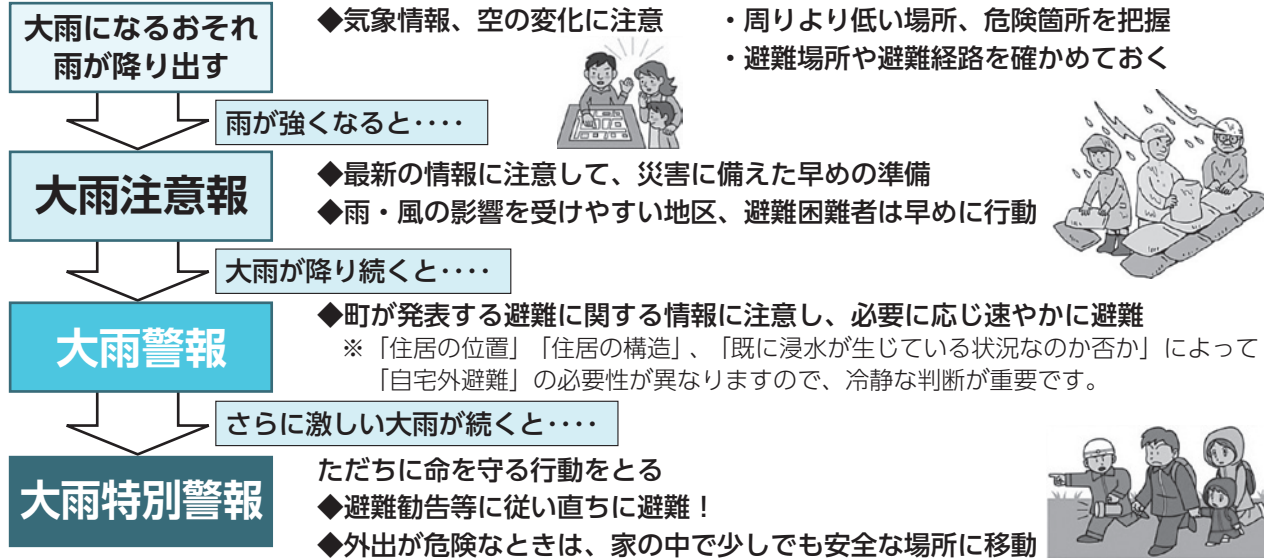 大雨になるおそれ
雨が降り出す
◆気象情報、空の変化に注意
・周りより低い場所、危険箇所を把握
・避難場所や避難経路を確かめておく
雨が強くなると‥‥
大雨注意報
◆最新の情報に注意して、災害に備えた早めの準備
◆雨・風の影響を受けやすい地区、避難困難者は早めに行動
大雨が降り続くと‥‥
大雨警報
◆町が発表する避難に関する情報に注意し、必要に応じ速やかに避難
※「住居の位置」「住居の構造」、「既に浸水が生じている状況なのか否か」によって
「自宅外避難」の必要性が異なりますので、冷静な判断が重要です。
さらに激しい大雨が続くと‥‥
大雨特別警報
ただちに命を守る行動をとる
◆避難勧告等に従い直ちに避難！
◆外出が危険なときは、家の中で少しでも安全な場所に移動